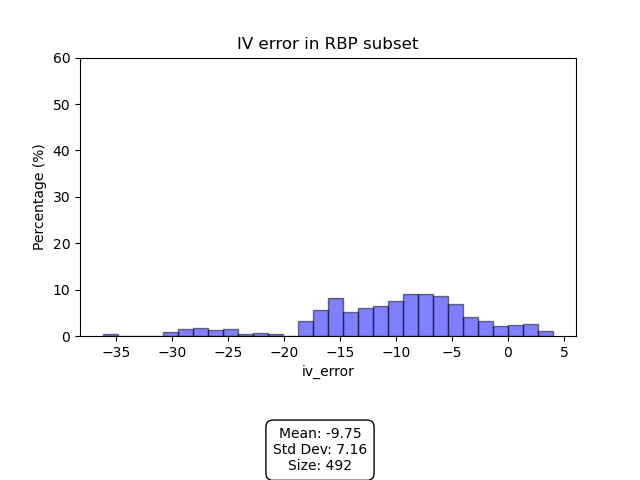 IV error in RBP subset
60
50
40
30
20
10
0
Percentage (%)
−35 −30 −25 −20 −15 −10 −5 0 5
iv_error
Mean: -9.75
Std Dev: 7.16
Size: 492